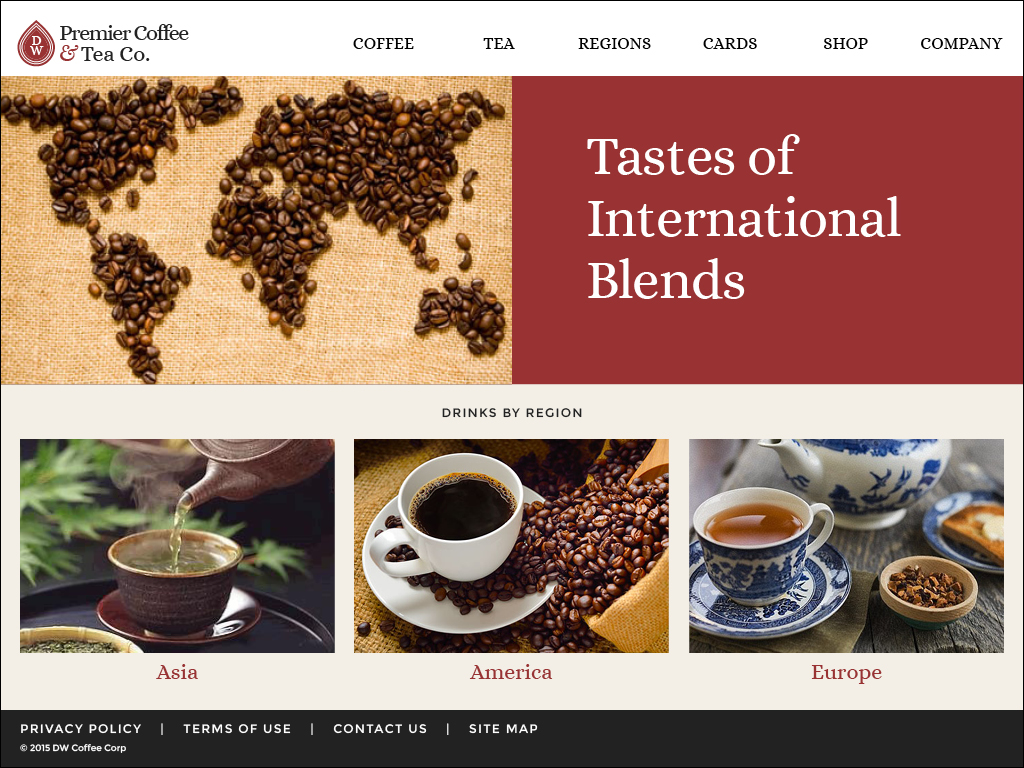 DW
Premier Coffee
& Tea Co.
COFFEE TEA REGIONS CARDS SHOP COMPANY
Tastes of
International
Blends
DRINKS BY REGION
Asia America Europe
PRIVACY POLICY | TERMS OF USE | CONTACT US | SITE MAP
© 2015 DW Coffee Corp